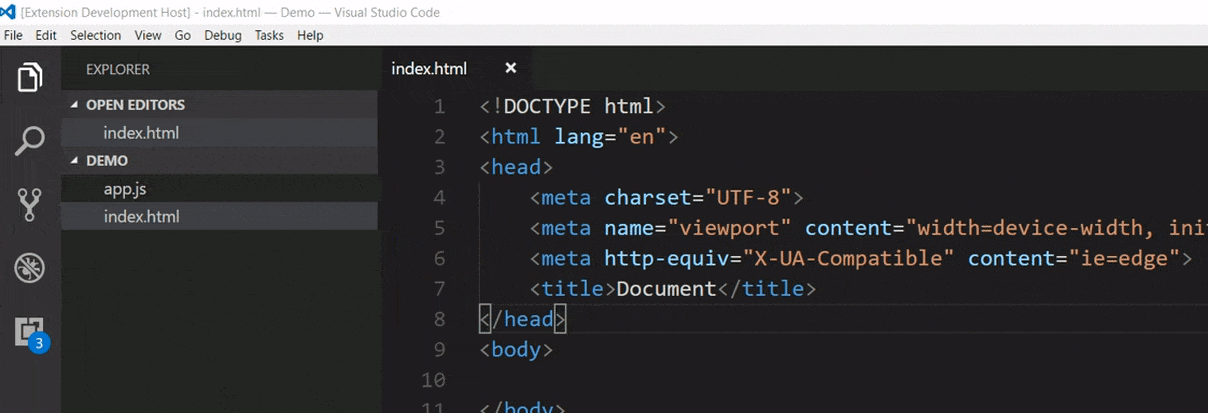 [Extension Development Host] - index.html — Demo — Visual Studio Code
File Edit Selection View Go Debug Tasks Help
EXPLORER
OPEN EDITORS
index.html
DEMO
app.js
index.html
3
index.html ×
1 <!DOCTYPE html>
2 <html lang="en">
3 <head>
4 <meta charset="UTF-8">
5 <meta name="viewport" content="width=device-width, init
6 <meta http-equiv="X-UA-Compatible" content="ie=edge">
7 <title>Document</title>
8 </head>
9 <body>
10
11 </body>